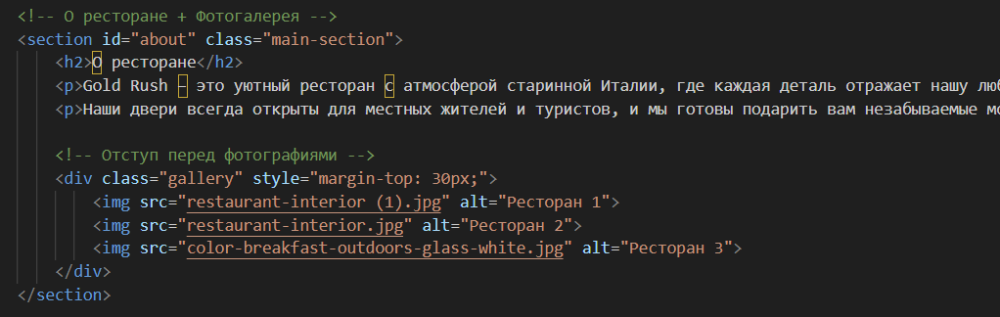 <!-- О ресторане + Фотогалерея -->
<section id="about" class="main-section">
<h2>О ресторане</h2>
<p>Gold Rush – это уютный ресторан с атмосферой старинной Италии, где каждая деталь отражает нашу
<p>Наши двери всегда открыты для местных жителей и туристов, и мы готовы подарить вам незабываемые
<!-- Отступ перед фотографиями -->
<div class="gallery" style="margin-top: 30px;">
<img src="restaurant-interior (1).jpg" alt="Ресторан 1">
<img src="restaurant-interior.jpg" alt="Ресторан 2">
<img src="color-breakfast-outdoors-glass-white.jpg" alt="Ресторан 3">
</div>
</section>